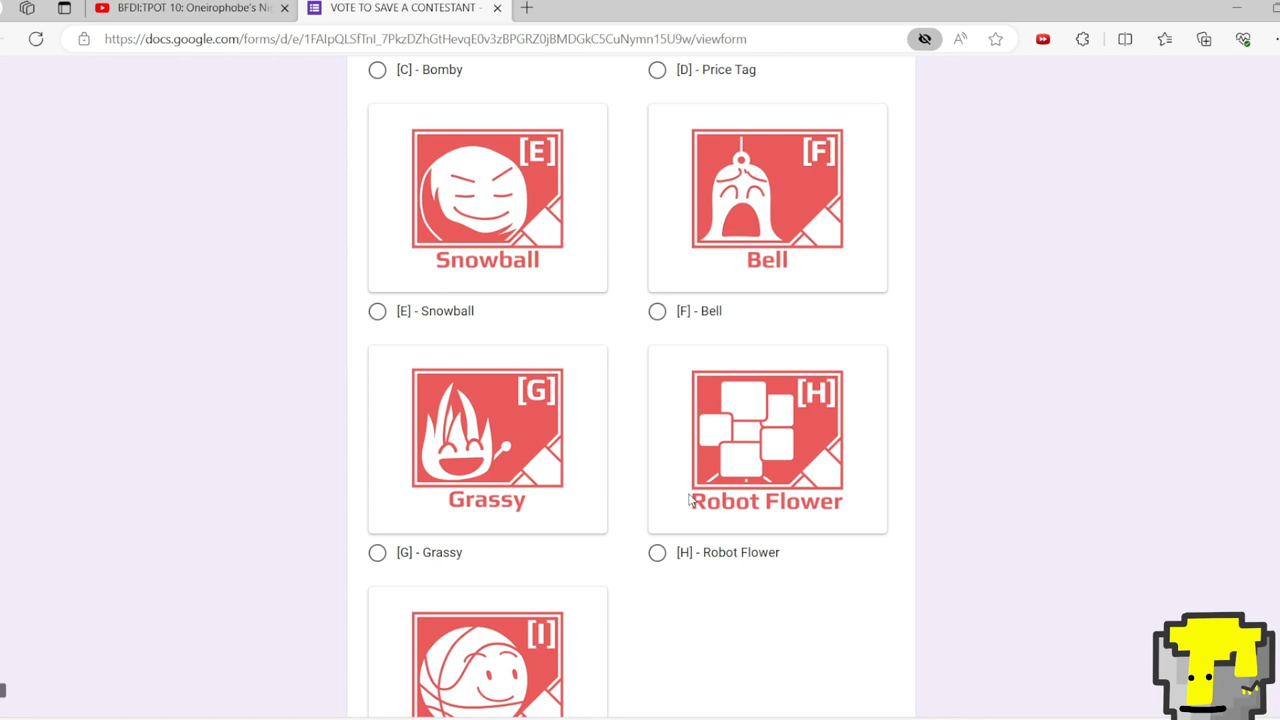 BFDI:TPOT 10: Oneirophobe's Ni
VOTE TO SAVE A CONTESTANT -
https://docs.google.com/forms/d/e/1FAIpQLSfTnI_7PkzDZhGtHevqE0v3zBPGRZ0jBMDGkC5CuNymn15U9w/viewform
[C] - Bomby
[D] - Price Tag
[E]
Snowball
[F]
Bell
[E] - Snowball
[F] - Bell
[G]
Grassy
[H]
Robot Flower
[G] - Grassy
[H] - Robot Flower
[I]